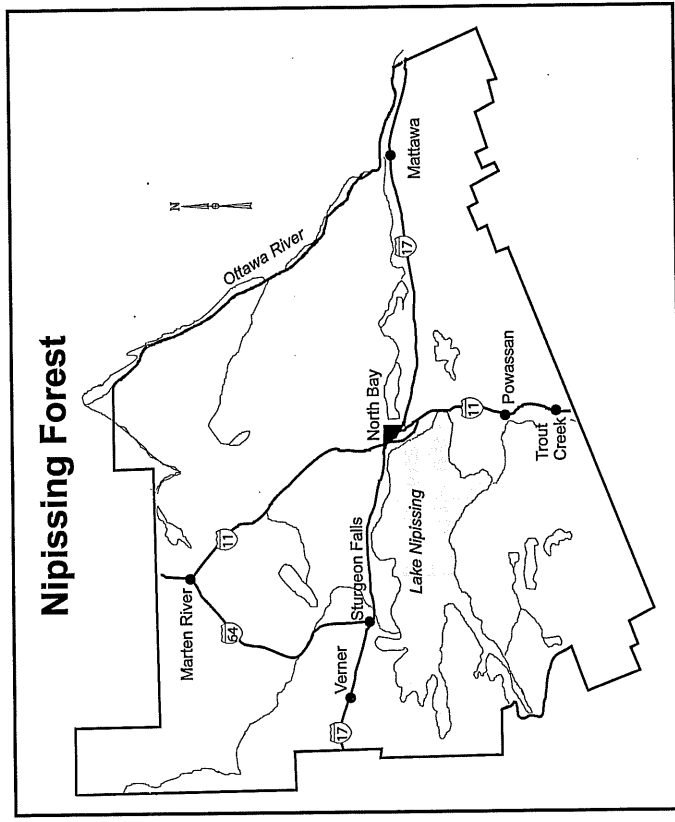 Nipissing Forest
N
Ottawa River
Marten River
11
64
Mattawa
17
North Bay
Sturgeon Falls
Verner
17
Lake Nipissing
11
Powassan
Trout
Creek